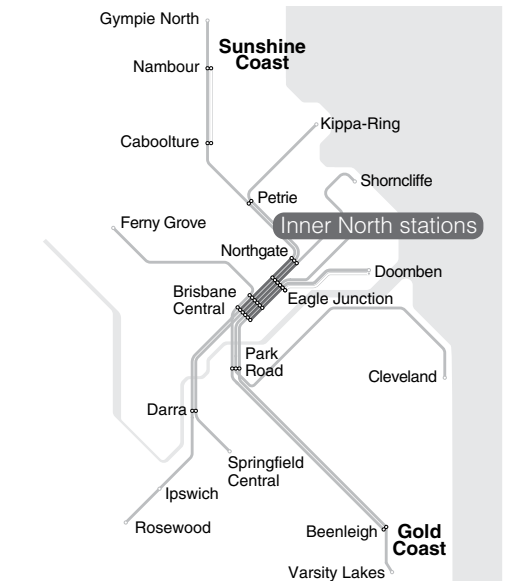 Gympie North
Sunshine
Coast
Nambour
Caboolture
Kippa-Ring
Shorncliffe
Petrie
Ferny Grove
Inner North stations
Northgate
Doomben
Brisbane
Central
Eagle Junction
Park
Road
Cleveland
Darra
Springfield
Central
Ipswich
Rosewood
Beenleigh
Gold
Coast
Varsity Lakes